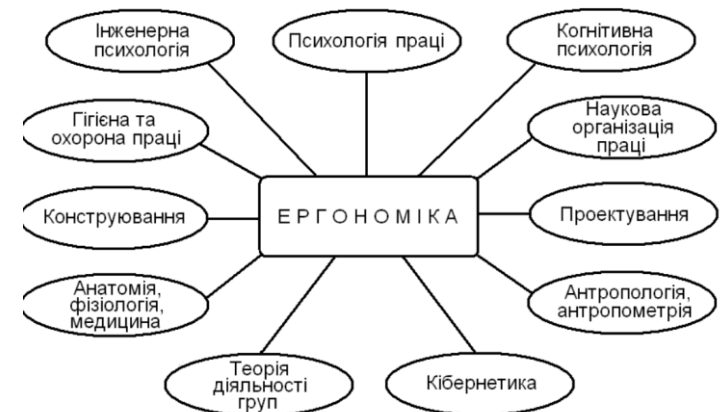 Інженерна
психологія
Психологія праці
Когнітивна
психологія
Гігієна та
охорона праці
Наукова
організація
праці
Конструювання
ЕРГОНОМІКА
Проектування
Анатомія,
фізіологія,
медицина
Антропологія,
антропометрія
Теорія
діяльності
груп
Кібернетика